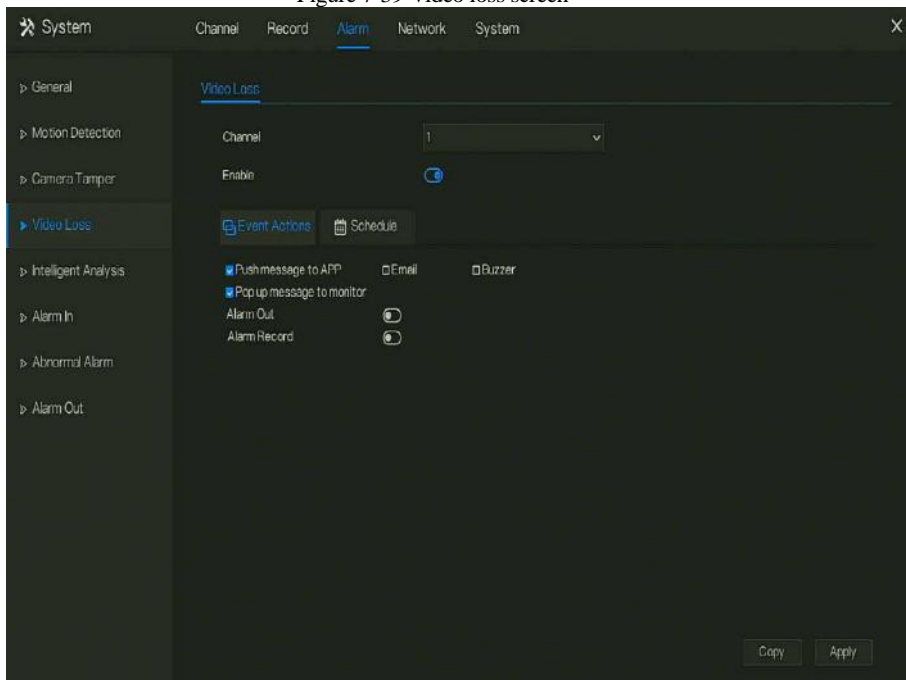 Figure 7-39 Video loss screen
System Channel Record Alarm Network System X
General
Motion Detection
Camera Tamper
Video Loss
Intelligent Analysis
Alarm In
Abnormal Alarm
Alarm Out
Video Loss
Channel 1
Enable
Event Actions Schedule
Push message to APP Email Buzzer
Pop up message to monitor
Alarm Out
Alarm Record
Copy Apply